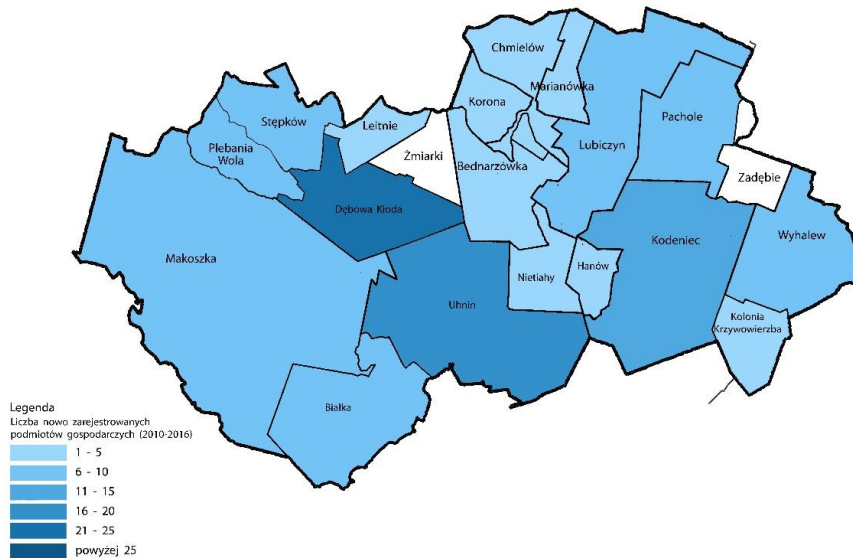 Chmielów
Marianówka
Korona
Pachole
Stępków
Leitnie
Plebania
Wola
Żmiarki
Bednarzówka
Lubiczyn
Zadębie
Dębowa Kłoda
Wyhalew
Kodeniec
Makoszka
Nietiahy
Hanów
Uhnin
Kolonia
Krzywowierzba
Białka
Legenda
Liczba nowo zarejestrowanych
podmiotów gospodarczych (2010-2016)
1 - 5
6 - 10
11 - 15
16 - 20
21 - 25
powyżej 25